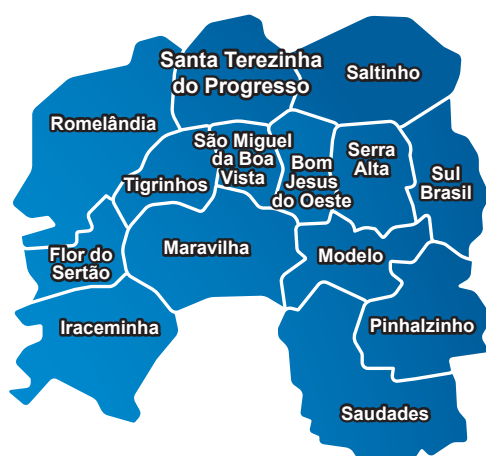 Santa Terezinha
do Progresso
Saltinho
Romelândia
São Miguel
da Boa
Vista
Serra
Alta
Bom
Jesus
do Oeste
Sul
Brasil
Tigrinhos
Maravilha
Modelo
Flor do
Sertão
Iraceminha
Pinhalzinho
Saudades